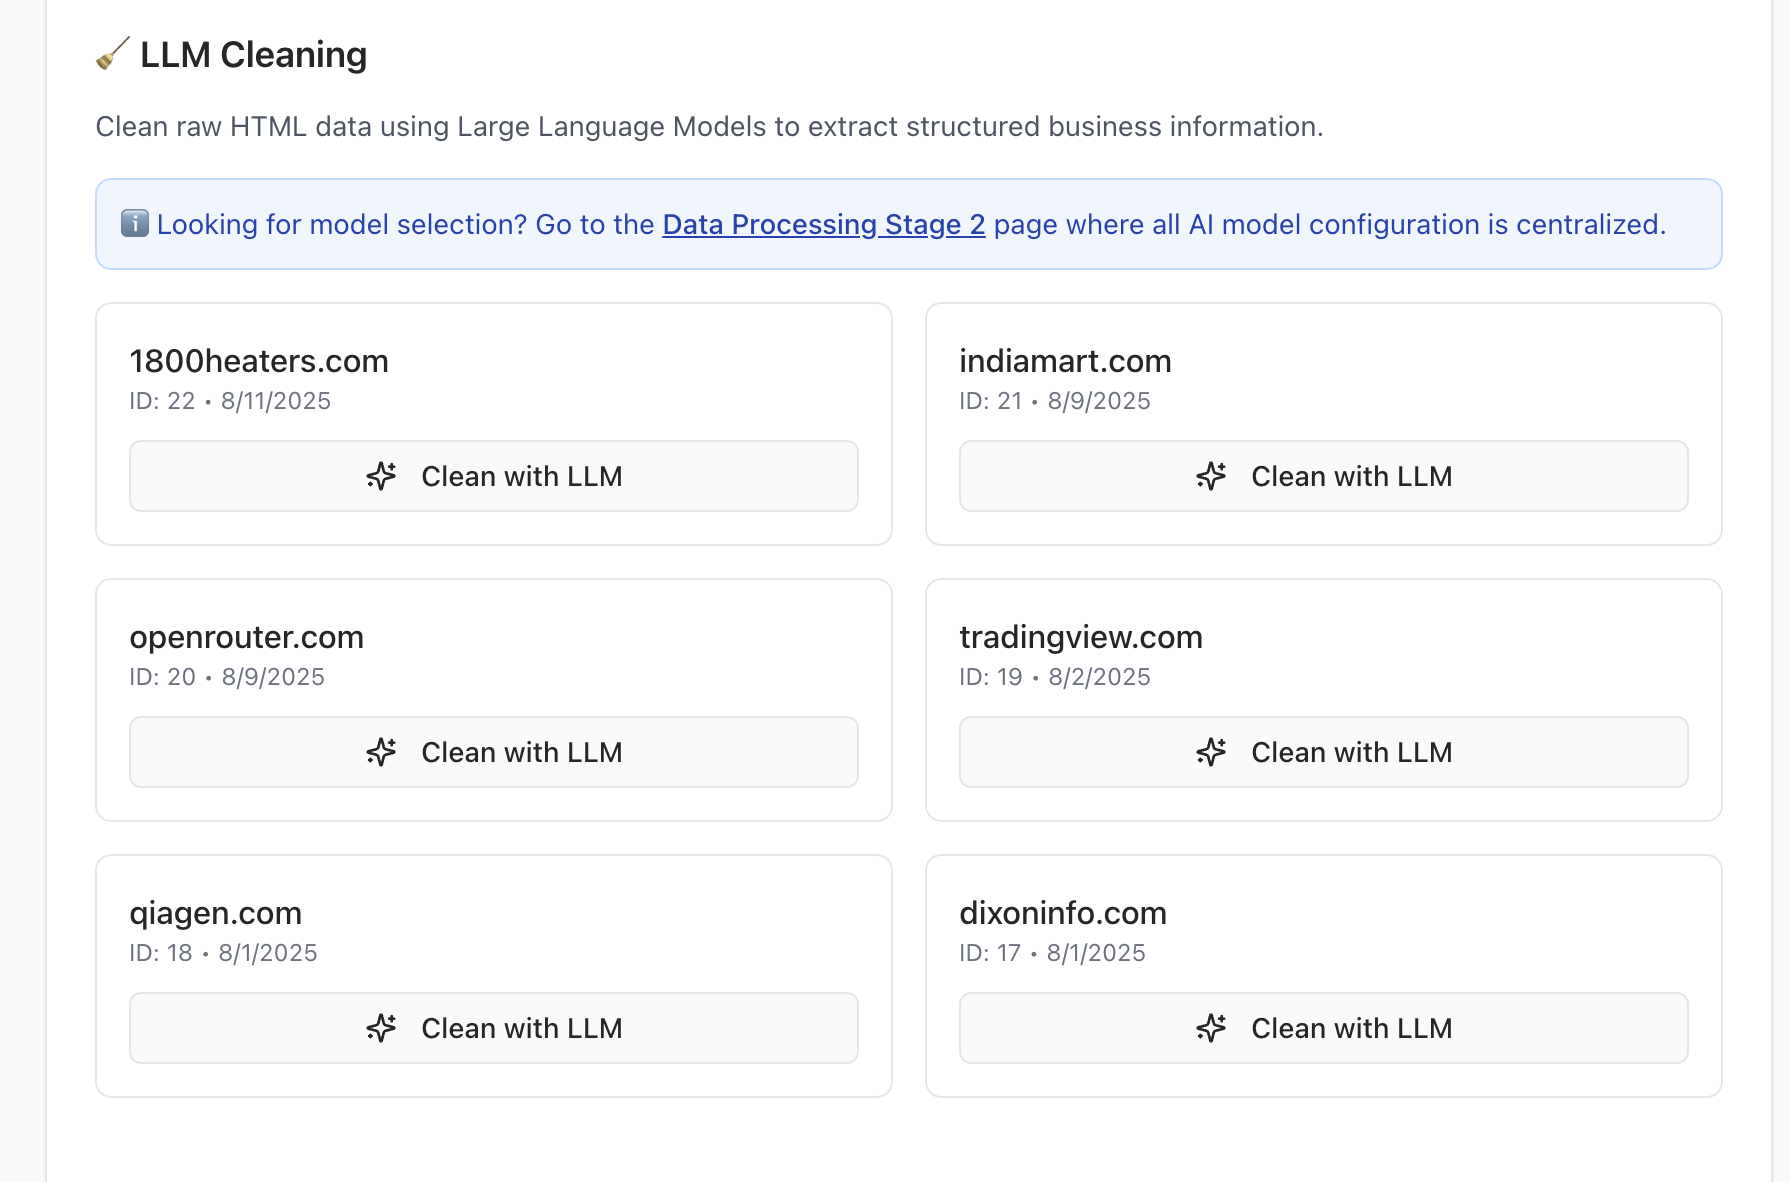 🧹 LLM Cleaning
Clean raw HTML data using Large Language Models to extract structured business information.
ℹ️ Looking for model selection? Go to the Data Processing Stage 2 page where all AI model configuration is centralized.
1800heaters.com
ID: 22 • 8/11/2025
Clean with LLM
indiamart.com
ID: 21 • 8/9/2025
Clean with LLM
openrouter.com
ID: 20 • 8/9/2025
Clean with LLM
tradingview.com
ID: 19 • 8/2/2025
Clean with LLM
qiagen.com
ID: 18 • 8/1/2025
Clean with LLM
dixoninfo.com
ID: 17 • 8/1/2025
Clean with LLM